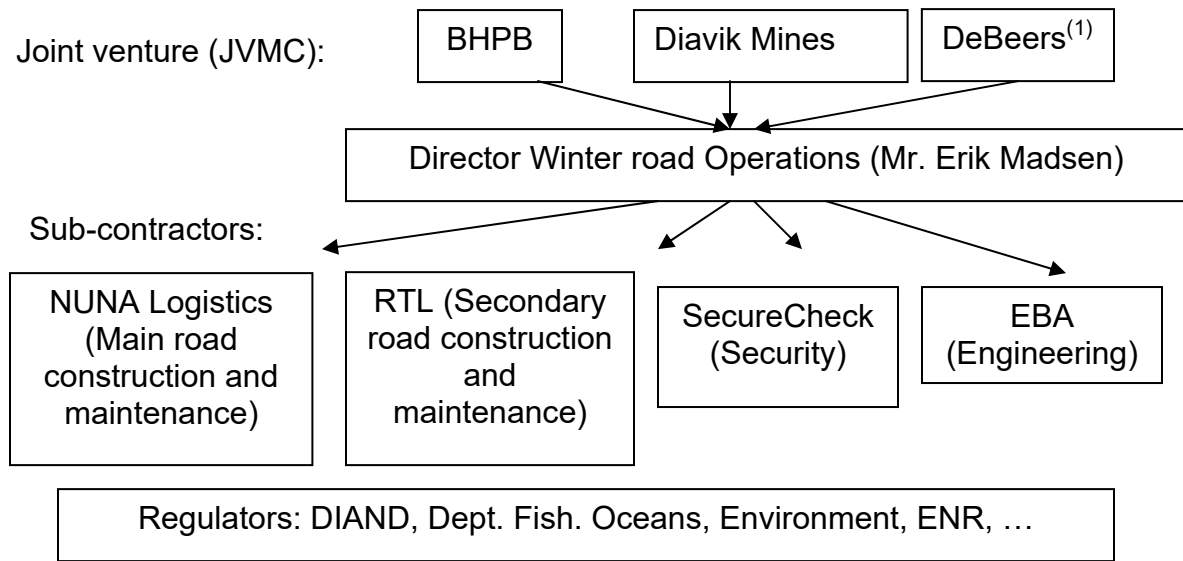 Joint venture (JVMC):
BHPB
Diavik Mines
DeBeers(1)
Director Winter road Operations (Mr. Erik Madsen)
Sub-contractors:
NUNA Logistics
(Main road
construction and
maintenance)
RTL (Secondary
road construction
and
maintenance)
SecureCheck
(Security)
EBA
(Engineering)
Regulators: DIAND, Dept. Fish. Oceans, Environment, ENR, …